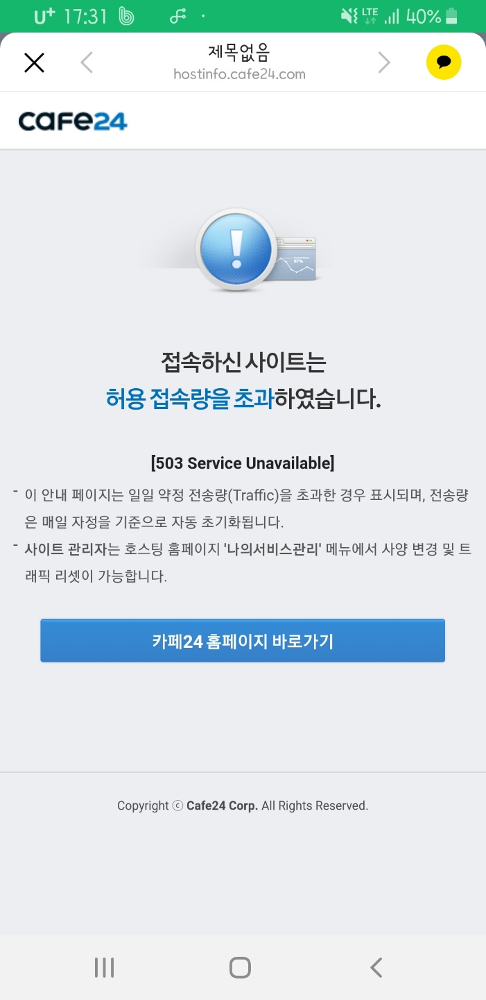 U+ 17:31
LTE 40%
제목없음
hostinfo.cafe24.com
cafe24
87%
접속하신 사이트는
허용 접속량을 초과하였습니다.
[503 Service Unavailable]
- 이 안내 페이지는 일일 약정 전송량(Traffic)을 초과한 경우 표시되며, 전송량
은 매일 자정을 기준으로 자동 초기화됩니다.
- 사이트 관리자는 호스팅 홈페이지 '나의서비스관리' 메뉴에서 사양 변경 및 트
래픽 리셋이 가능합니다.
카페24 홈페이지 바로가기
Copyright ⓒ Cafe24 Corp. All Rights Reserved.